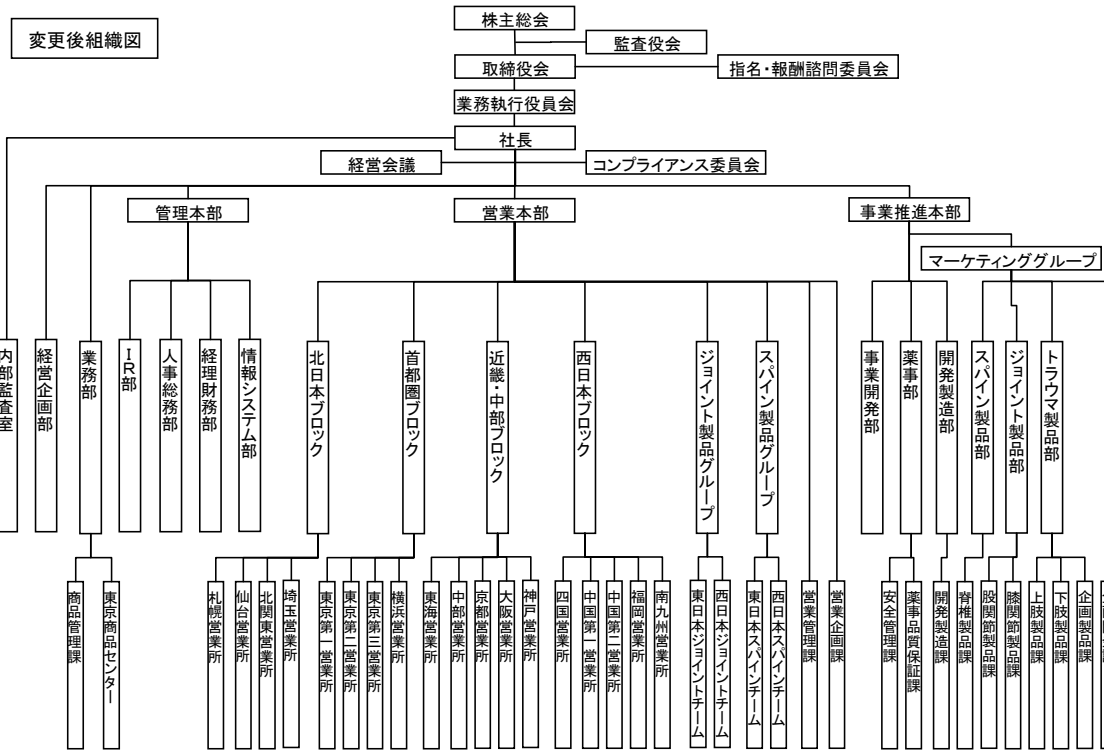 変更後組織図
株主総会
監査役会
取締役会
指名・報酬諮問委員会
業務執行役員会
社長
経営会議
コンプライアンス委員会
管理本部
営業本部
事業推進本部
マーケティンググループ
内部監査室
経営企画部
業務部
IR部
人事総務部
経理財務部
情報システム部
北日本ブロック
首都圏ブロック
近畿・中部ブロック
西日本ブロック
ジョイント製品グループ
スパイン製品グループ
事業開発部
薬事部
開発製造部
スパイン製品部
ジョイント製品部
トラウマ製品部
商品管理課
東京商品センター
札幌営業所
仙台営業所
北関東営業所
埼玉営業所
東京第一営業所
東京第二営業所
東京第三営業所
横浜営業所
東海営業所
中部営業所
京都営業所
大阪営業所
神戸営業所
四国営業所
中国第一営業所
中国第二営業所
福岡営業所
南九州営業所
東日本ジョイントチーム
西日本ジョイントチーム
東日本スパインチーム
西日本スパインチーム
営業管理課
営業企画課
安全管理課
薬事品質保証課
開発製造課
脊椎製品課
股関節製品課
膝関節製品課
上肢製品課
下肢製品課
企画製品課